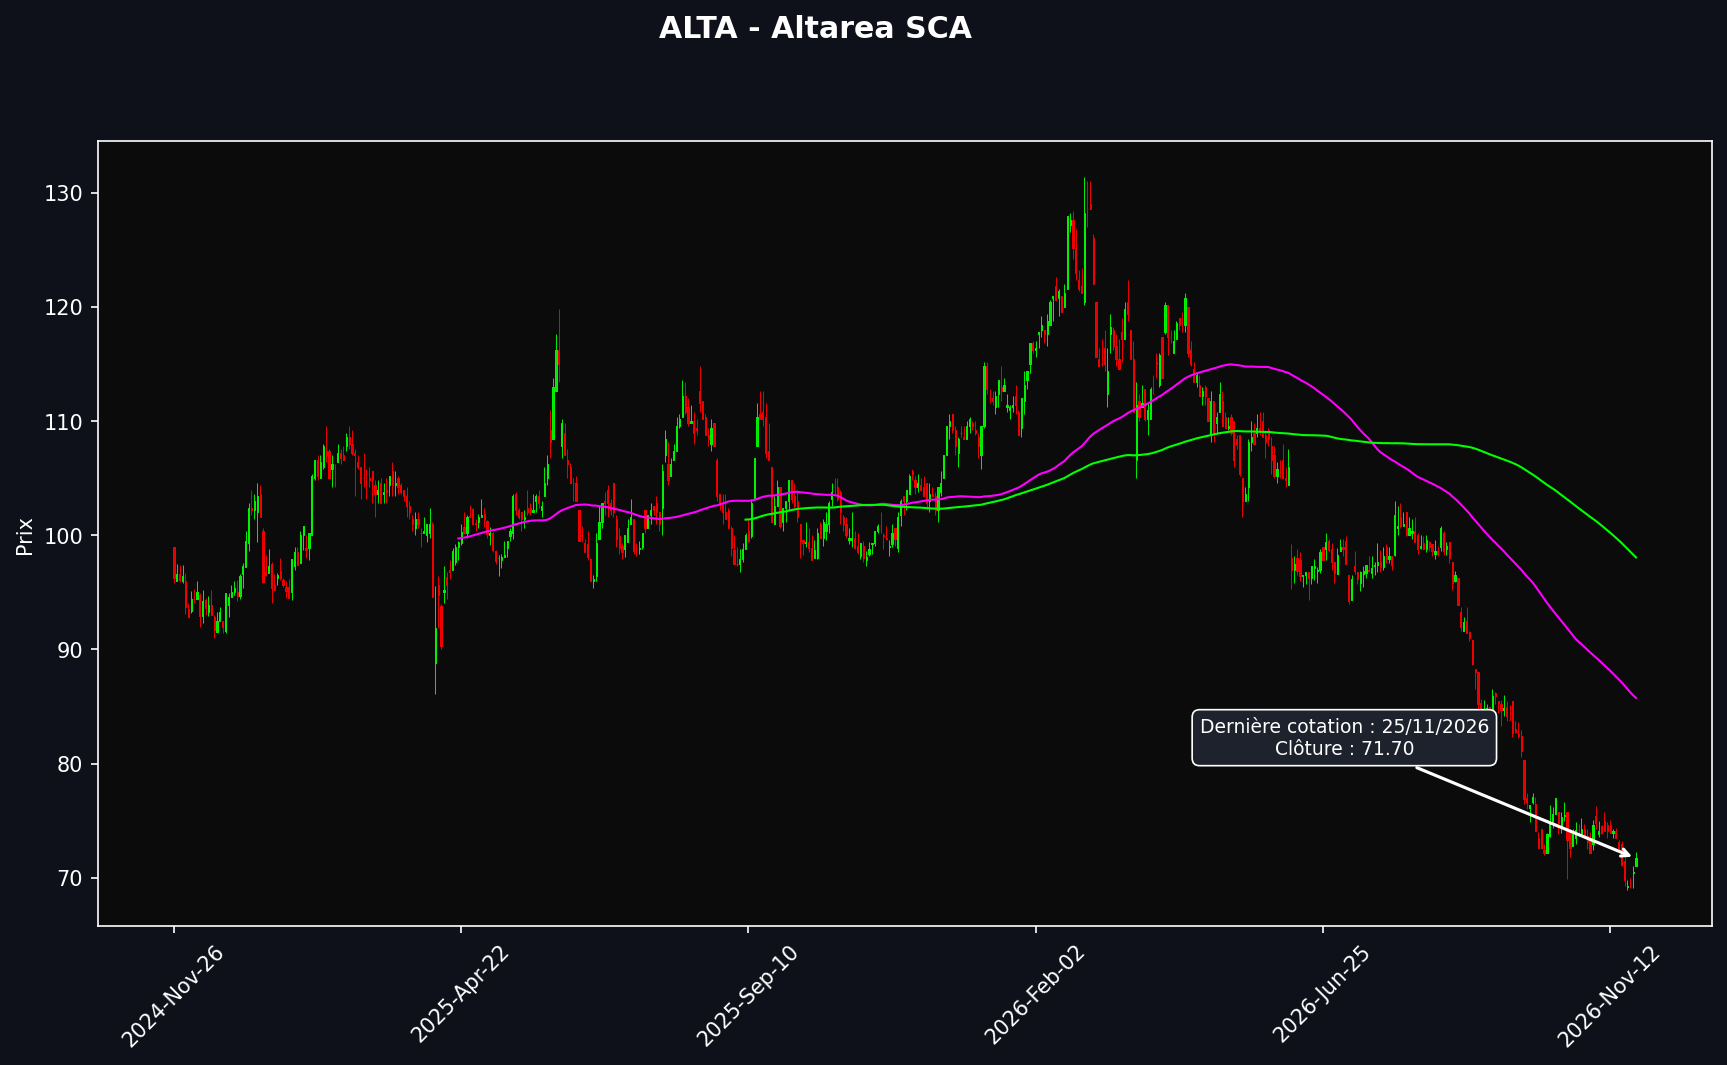 ALTA - Altarea SCA
Prix
130
120
110
100
90
80
70
Dernière cotation : 25/11/2026
Clôture : 71.70
2024-Nov-26
2025-Apr-22
2025-Sep-10
2026-Feb-02
2026-Jun-25
2026-Nov-12